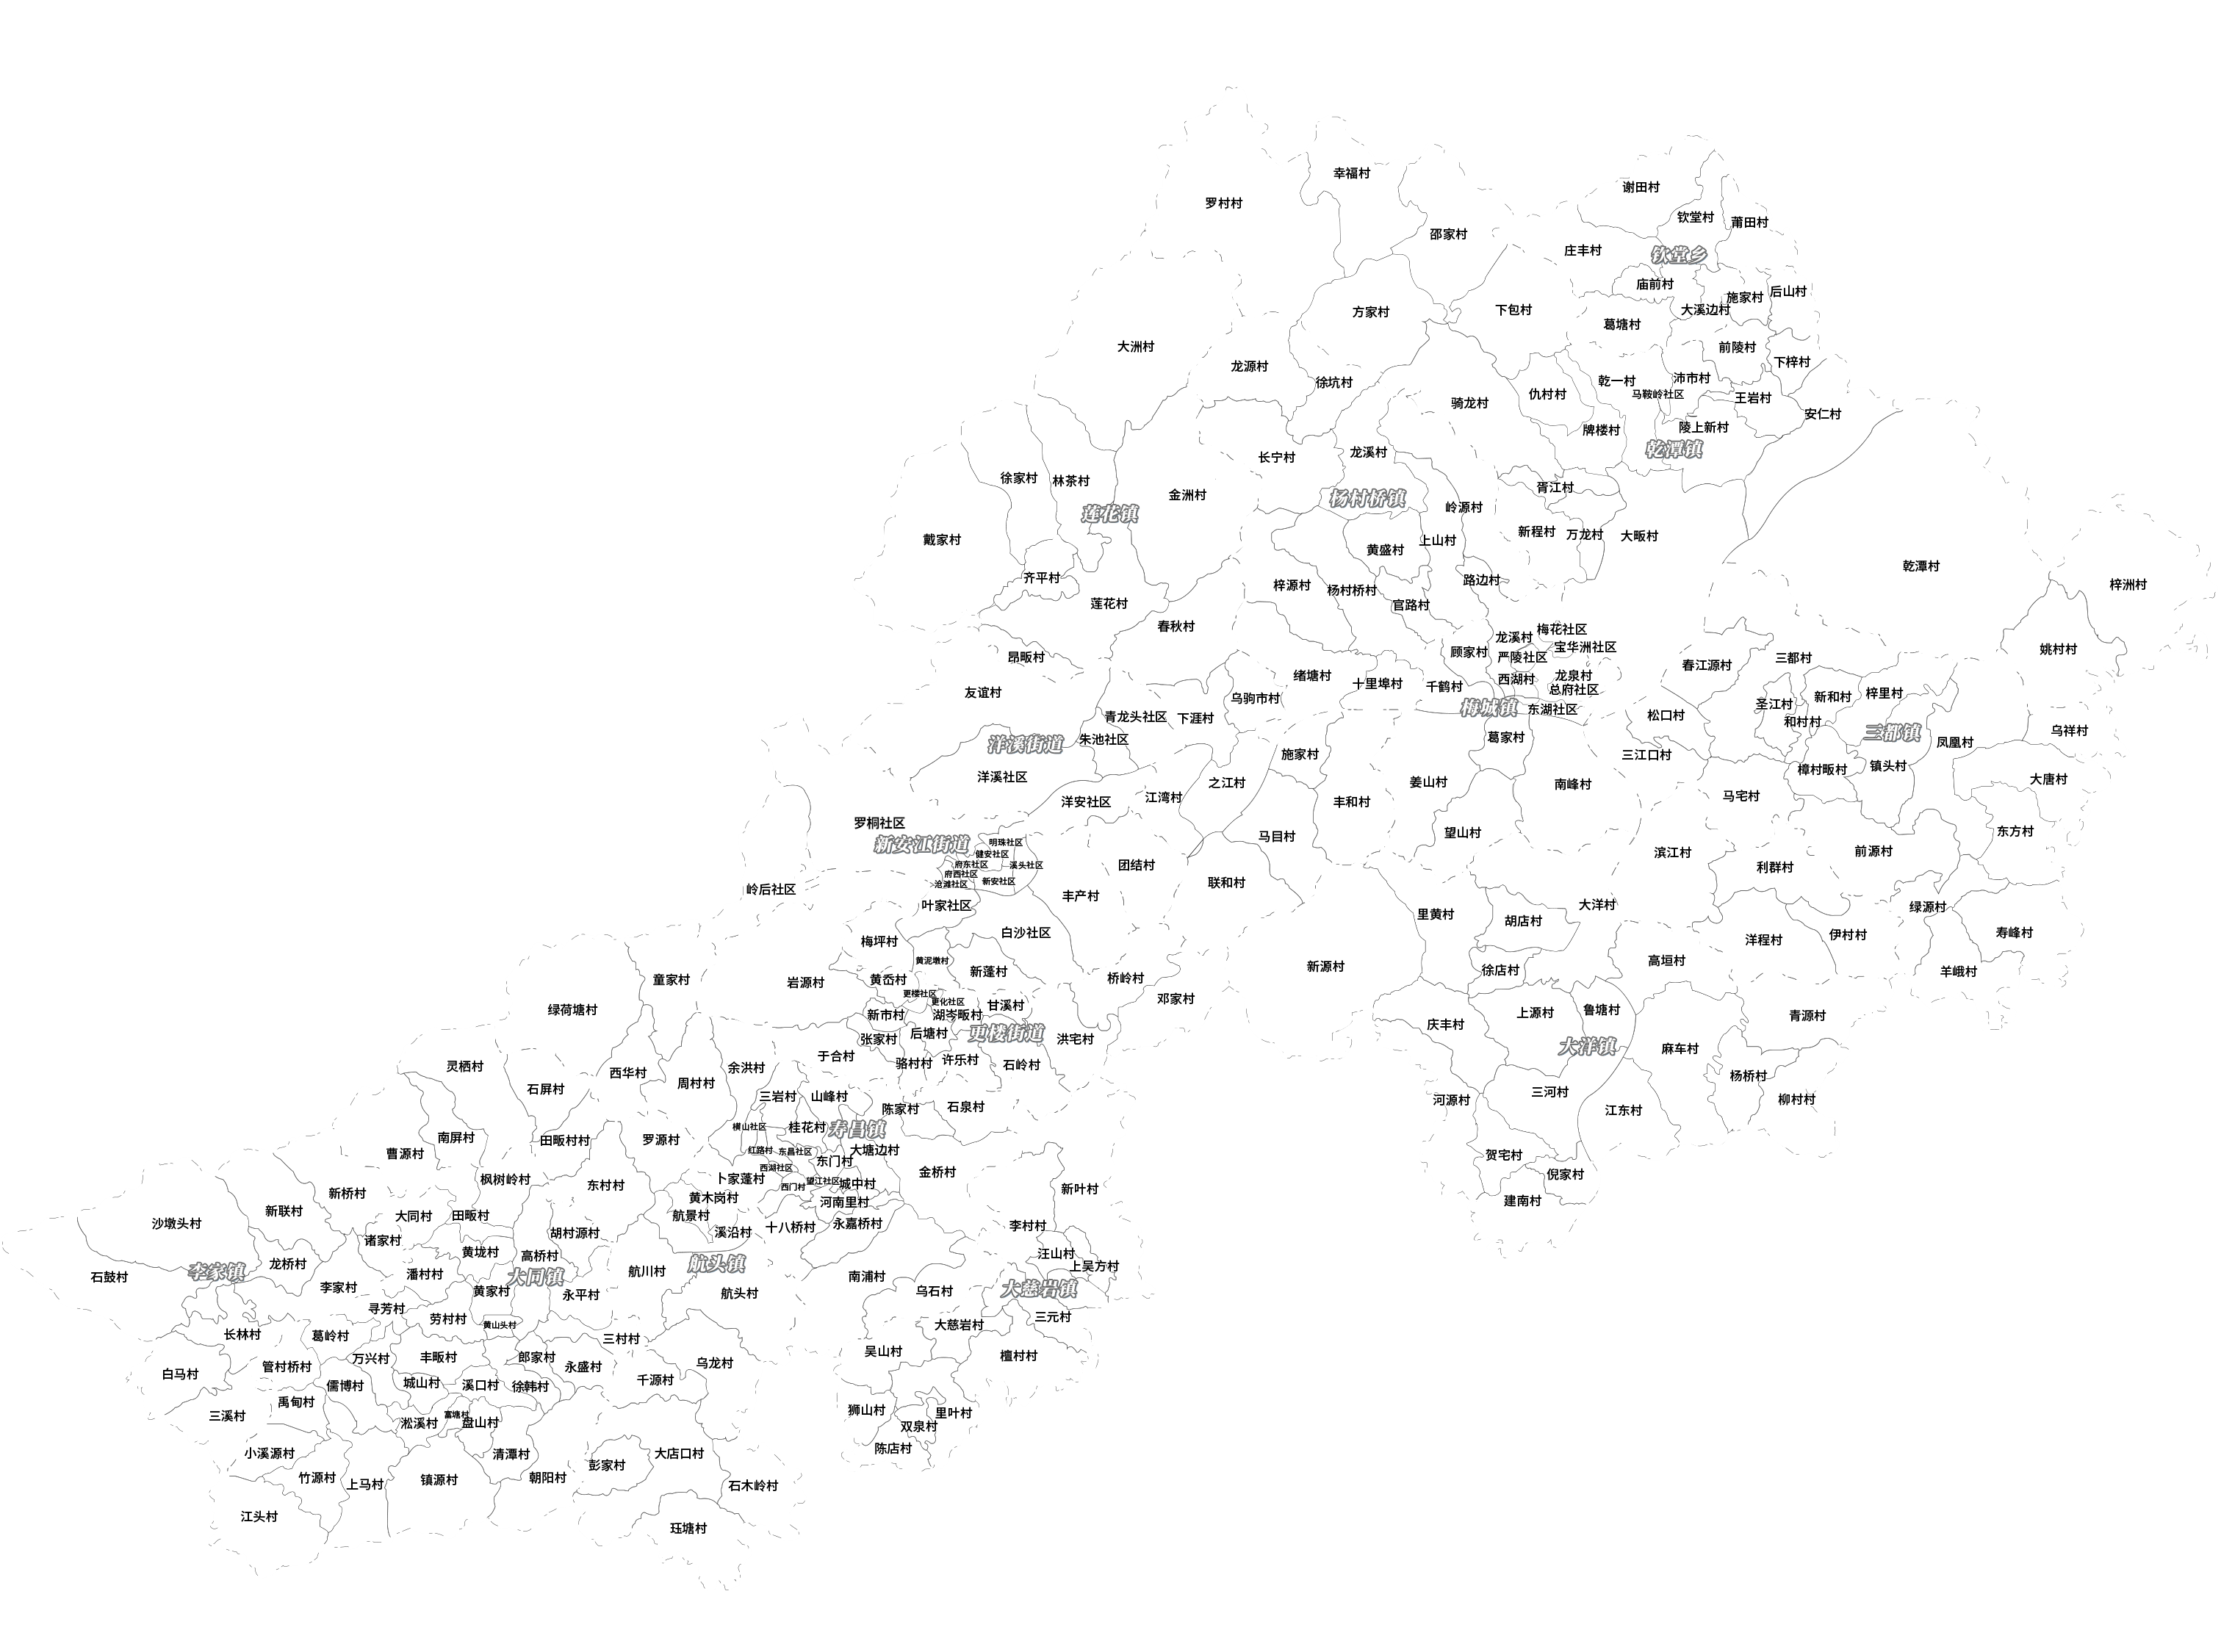 幸福村
谢田村
罗村村
钦堂村
莆田村
邵家村
庄丰村
钦堂乡
庙前村
后山村
施家村
大溪边村
下包村
方家村
葛塘村
大洲村
前陵村
下梓村
龙源村
沛市村
乾一村
徐坑村
仇村村
马鞍岭社区
王岩村
骑龙村
安仁村
陵上新村
牌楼村
乾潭镇
龙溪村
长宁村
徐家村
林茶村
胥江村
金洲村
杨村桥镇
岭源村
莲花镇
新程村
万龙村
大畈村
戴家村
上山村
黄盛村
乾潭村
齐平村
路边村
梓洲村
梓源村
杨村桥村
莲花村
官路村
春秋村
梅花社区
龙溪村
宝华洲社区
姚村村
顾家村
昂畈村
严陵社区
三都村
春江源村
绪塘村
龙泉村
西湖村
十里埠村
千鹤村
总府社区
友谊村
梓里村
新和村
乌驹市村
圣江村
梅城镇
东湖社区
松口村
青龙头社区
下涯村
和村村
乌祥村
三都镇
葛家村
朱池社区
洋溪街道
凤凰村
施家村
三江口村
镇头村
樟村畈村
洋溪社区
大唐村
之江村
姜山村
南峰村
马宅村
江湾村
洋安社区
丰和村
罗桐社区
东方村
望山村
马目村
新安江街道
明珠社区
前源村
滨江村
健安社区
府东社区
溪头社区
团结村
利群村
府西社区
新安社区
沧滩社区
联和村
岭后社区
丰产村
叶家社区
大洋村
绿源村
里黄村
胡店村
白沙社区
寿峰村
伊村村
梅坪村
洋程村
黄泥墩村
高垣村
新源村
徐店村
新蓬村
羊峨村
童家村
黄岙村
桥岭村
岩源村
更楼社区
邓家村
更化社区
甘溪村
绿荷塘村
鲁塘村
上源村
新市村
湖岑畈村
青源村
庆丰村
后塘村
更楼街道
张家村
洪宅村
大洋镇
麻车村
于合村
许乐村
骆村村
石岭村
灵栖村
余洪村
西华村
杨桥村
周村村
石屏村
三河村
三岩村
山峰村
河源村
柳村村
石泉村
陈家村
江东村
横山社区
桂花村
寿昌镇
南屏村
田畈村村
罗源村
红路村
东昌社区
大塘边村
曹源村
贺宅村
东门村
西湖社区
金桥村
倪家村
枫树岭村
卜家蓬村
望江社区
城中村
东村村
西门村
新叶村
新桥村
黄木岗村
河南里村
建南村
新联村
大同村
田畈村
航景村
沙墩头村
永嘉桥村
李村村
十八桥村
溪沿村
胡村源村
诸家村
黄垅村
高桥村
汪山村
龙桥村
航头镇
上吴方村
李家镇
航川村
潘村村
大同镇
石鼓村
南浦村
李家村
大慈岩镇
黄家村
乌石村
航头村
永平村
寻芳村
三元村
劳村村
黄山头村
大慈岩村
长林村
葛岭村
三村村
吴山村
檀村村
丰畈村
郎家村
万兴村
乌龙村
管村桥村
永盛村
白马村
千源村
城山村
溪口村
徐韩村
儒博村
禹甸村
狮山村
里叶村
富塘村
三溪村
淞溪村
盘山村
双泉村
陈店村
小溪源村
清潭村
大店口村
彭家村
竹源村
朝阳村
镇源村
上马村
石木岭村
江头村
珏塘村